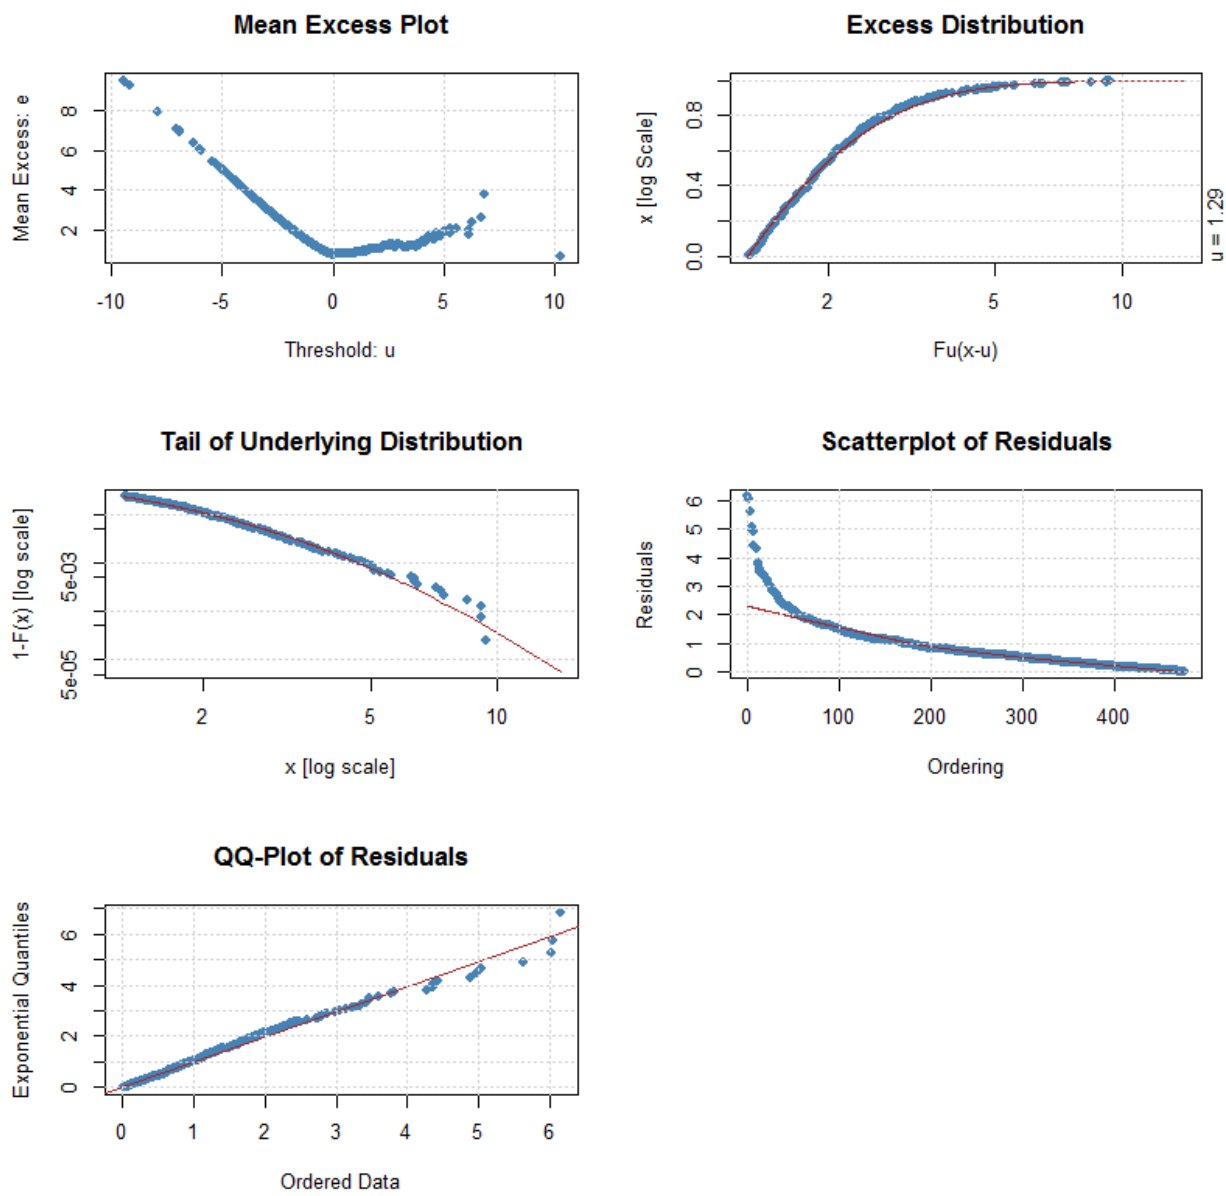 Mean Excess Plot
Mean Excess: e
8
6
4
2
-10 -5 0 5 10
Threshold: u
Excess Distribution
x [log Scale]
0.8
0.4
0.0
2 5 10
Fu(x-u)
u = 1.29
Tail of Underlying Distribution
1-F(x) [log scale]
5e-03
5e-05
2 5 10
x [log scale]
Scatterplot of Residuals
Residuals
6
5
4
3
2
1
0
0 100 200 300 400
Ordering
QQ-Plot of Residuals
Exponential Quantiles
6
4
2
0
0 1 2 3 4 5 6
Ordered Data